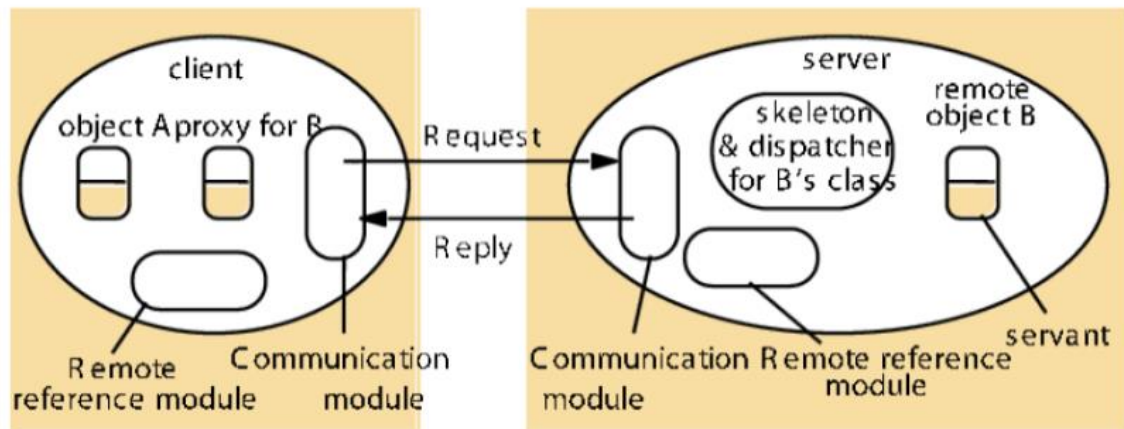 client
object A proxy for B
Request
Reply
Remote
reference module
Communication
module
server
skeleton
& dispatcher
for B's class
remote
object B
Communication
module
Remote reference
module
servant